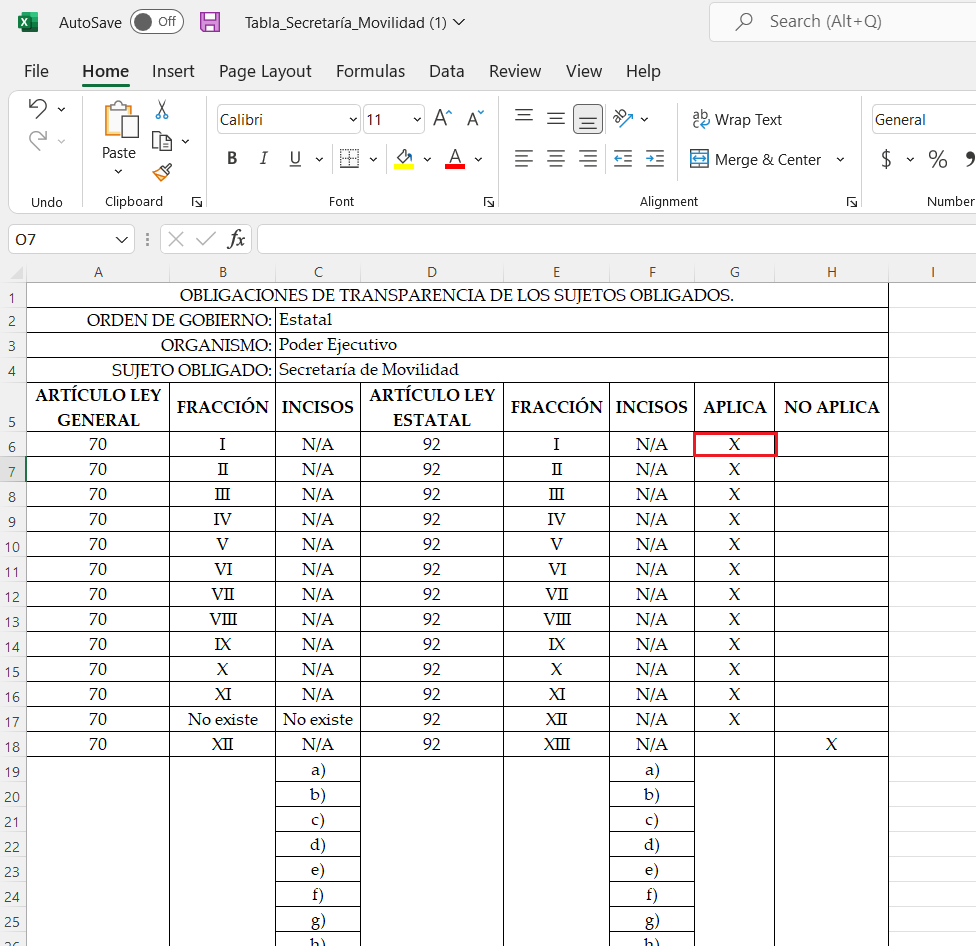 AutoSave Off Tabla_Secretaría_Movilidad (1) Search (Alt+Q)
File Home Insert Page Layout Formulas Data Review View Help
Calibri 11 ab Wrap Text General
Paste B I U A Merge & Center $ % ,
Undo Clipboard Font Alignment Number
O7 fx
A B C D E F G H I
1 OBLIGACIONES DE TRANSPARENCIA DE LOS SUJETOS OBLIGADOS.
2 ORDEN DE GOBIERNO: Estatal
3 ORGANISMO: Poder Ejecutivo
4 SUJETO OBLIGADO: Secretaría de Movilidad
ARTÍCULO LEY ARTÍCULO LEY
5 GENERAL FRACCIÓN INCISOS ESTATAL FRACCIÓN INCISOS APLICA NO APLICA
6 70 I N/A 92 I N/A X
7 70 II N/A 92 II N/A X
8 70 III N/A 92 III N/A X
9 70 IV N/A 92 IV N/A X
10 70 V N/A 92 V N/A X
11 70 VI N/A 92 VI N/A X
12 70 VII N/A 92 VII N/A X
13 70 VIII N/A 92 VIII N/A X
14 70 IX N/A 92 IX N/A X
15 70 X N/A 92 X N/A X
16 70 XI N/A 92 XI N/A X
17 70 No existe No existe 92 XII N/A X
18 70 XII N/A 92 XIII N/A X
19 a) a)
20 b) b)
21 c) c)
22 d) d)
23 e) e)
24 f) f)
25 g) g)
26 h) h)